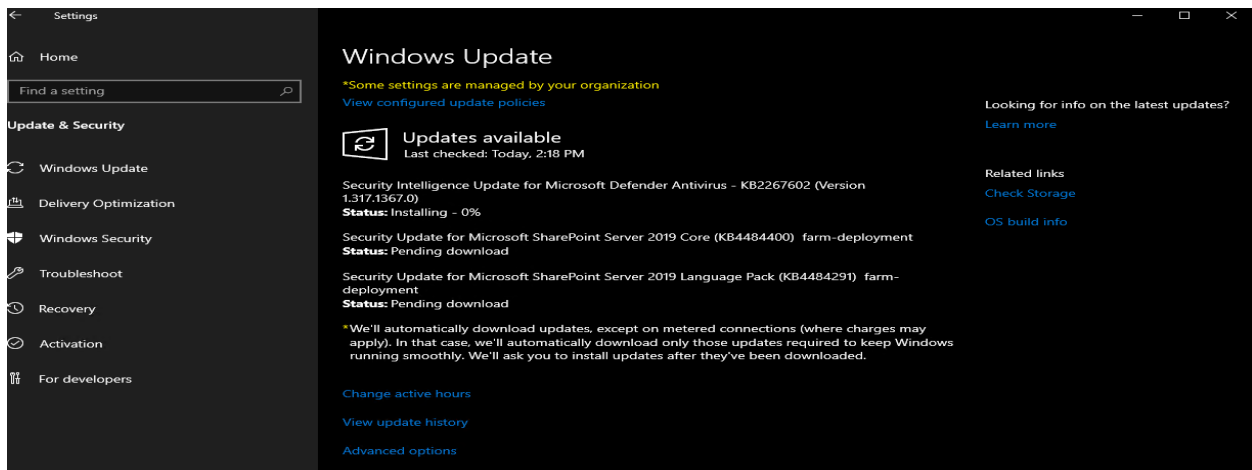 Settings
Home
Find a setting
Update & Security
Windows Update
Delivery Optimization
Windows Security
Troubleshoot
Recovery
Activation
For developers
Windows Update
*Some settings are managed by your organization
View configured update policies
Updates available
Last checked: Today, 2:18 PM
Security Intelligence Update for Microsoft Defender Antivirus - KB2267602 (Version
1.317.1367.0)
Status: Installing - 0%
Security Update for Microsoft SharePoint Server 2019 Core (KB4484400) farm-deployment
Status: Pending download
Security Update for Microsoft SharePoint Server 2019 Language Pack (KB4484291) farm-
deployment
Status: Pending download
*We'll automatically download updates, except on metered connections (where charges may
apply). In that case, we'll automatically download only those updates required to keep Windows
running smoothly. We'll ask you to install updates after they've been downloaded.
Change active hours
View update history
Advanced options
Looking for info on the latest updates?
Learn more
Related links
Check Storage
OS build info